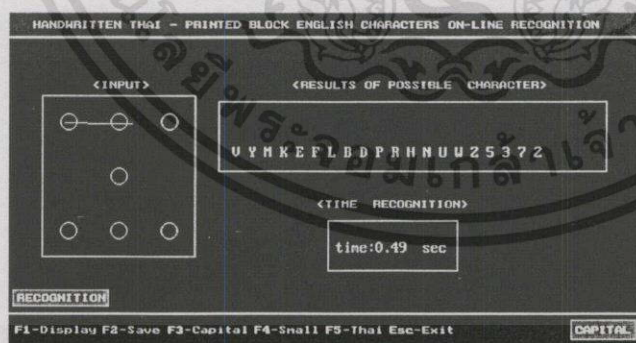 HANDWRITTEN THAI - PRINTED BLOCK ENGLISH CHARACTERS ON-LINE RECOGNITION
<INPUT>
<RESULTS OF POSSIBLE CHARACTER>
V Y M K E F L B D P R H N U W Z 5 3 7 2
<TIME RECOGNITION>
time:0.49 sec
RECOGNITION
F1-Display F2-Save F3-Capital F4-Small F5-Thai Esc-Exit
CAPITAL